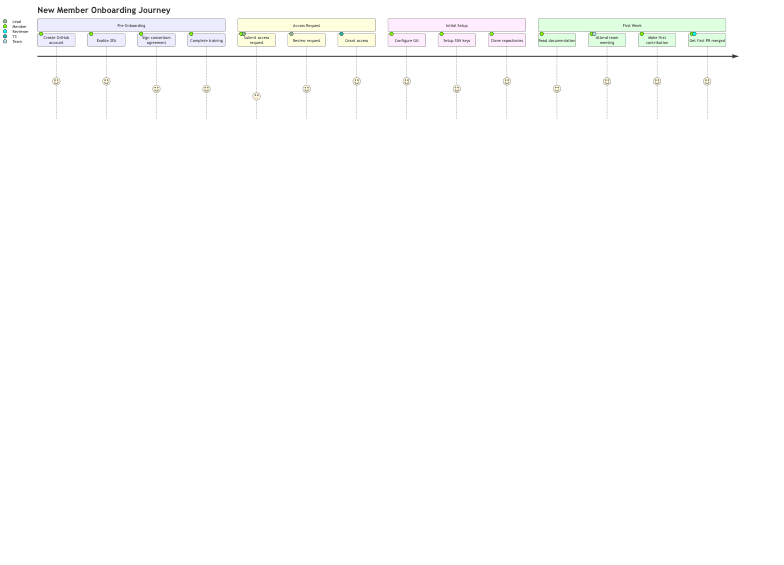 New Member Onboarding Journey
Lead
Member
Reviewer
TC
Team
Pre-Onboarding
Access Request
Initial Setup
First Week
Create GitHub
account
Enable 2FA
Sign consortium
agreement
Complete training
Submit access
request
Review request
Grant access
Configure Git
Setup SSH keys
Clone repositories
Read documentation
Attend team
meeting
Make first
contribution
Get first PR merged